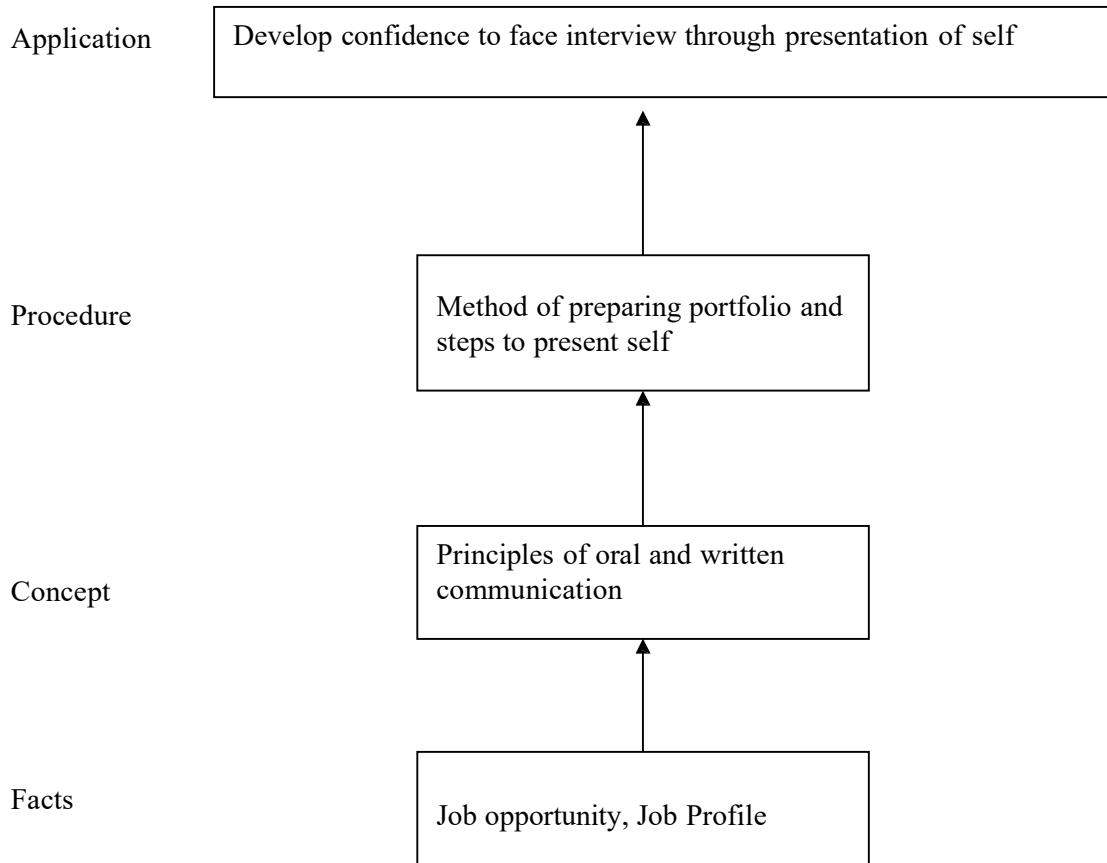 Application
Develop confidence to face interview through presentation of self
Procedure
Method of preparing portfolio and
steps to present self
Concept
Principles of oral and written
communication
Facts
Job opportunity, Job Profile